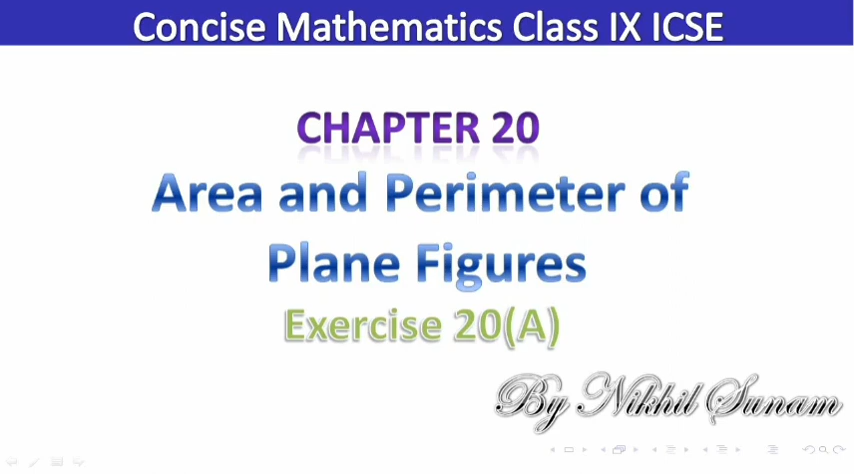 Concise Mathematics Class IX ICSE
CHAPTER 20
Area and Perimeter of
Plane Figures
Exercise 20(A)
By Nikhil Sunam